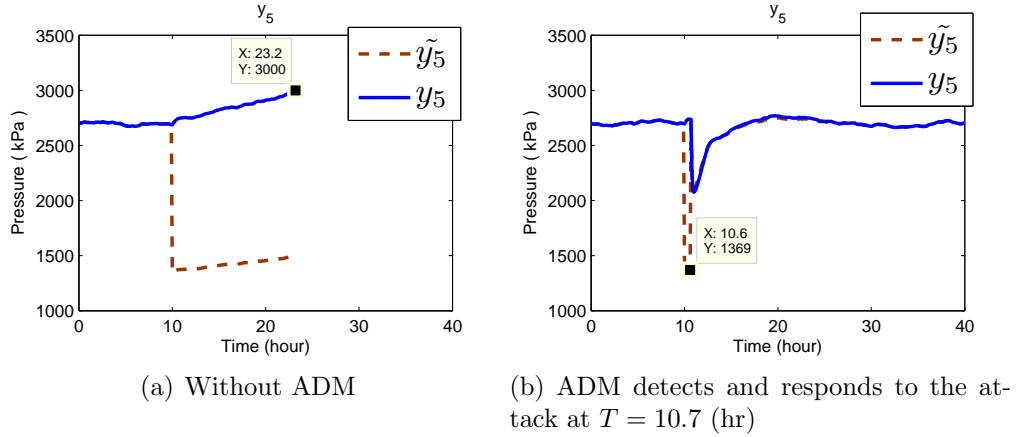 y5
3500
3000
2500
2000
1500
1000
Pressure ( kPa)
X: 23.2
Y: 3000
ỹ5
y5
0
10
20
30
40
Time (hour)
(a) Without ADM
y5
3500
3000
2500
2000
1500
1000
Pressure ( kPa)
ỹ5
y5
X: 10.6
Y: 1369
0
10
20
30
40
Time (hour)
(b) ADM detects and responds to the at-
tack at T = 10.7 (hr)